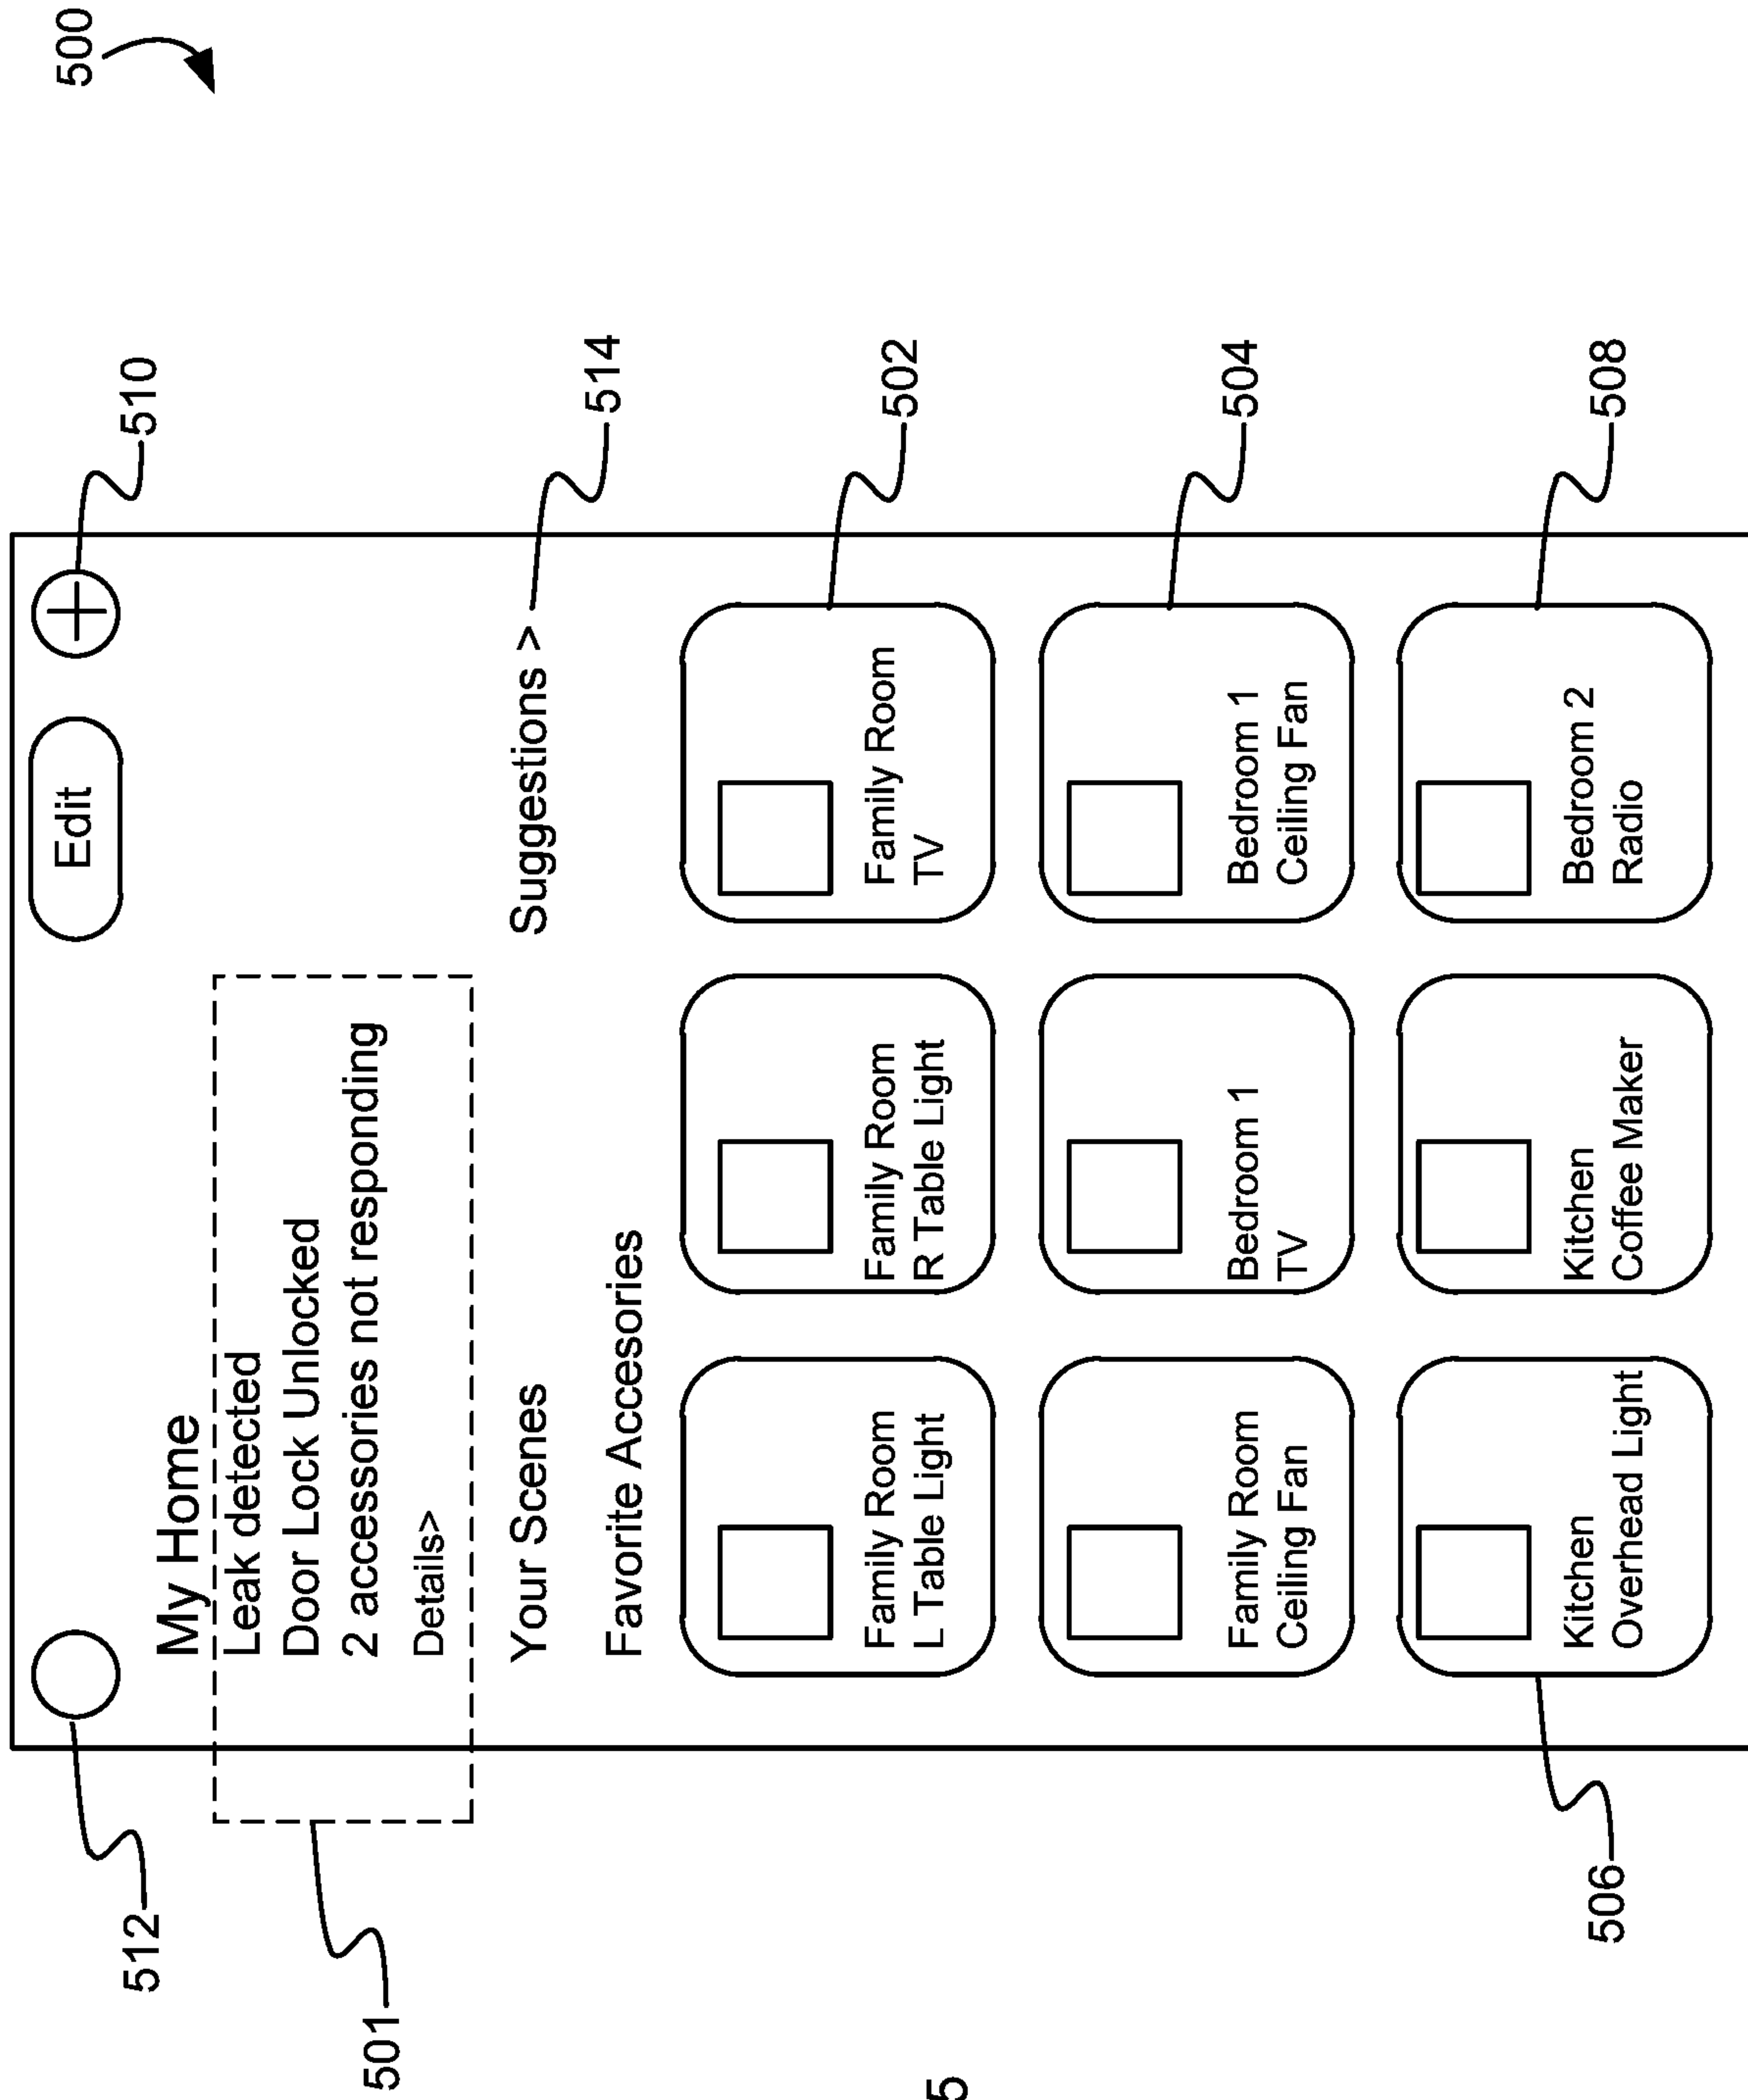 500
Edit
510
512
My Home
Leak detected
Door Lock Unlocked
2 accessories not responding
Details>
501
Your Scenes
Suggestions >
514
Favorite Accesories
Family Room
L Table Light
Family Room
R Table Light
Family Room
TV
502
Family Room
Ceiling Fan
Bedroom 1
TV
Bedroom 1
Ceiling Fan
504
Kitchen
Overhead Light
Kitchen
Coffee Maker
Bedroom 2
Radio
508
506
5